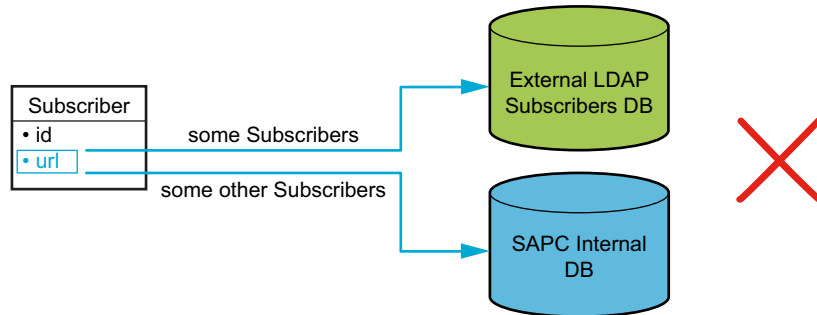 Subscriber
• id
• url
some Subscribers
some other Subscribers
External LDAP
Subscribers DB
SAPC Internal
DB